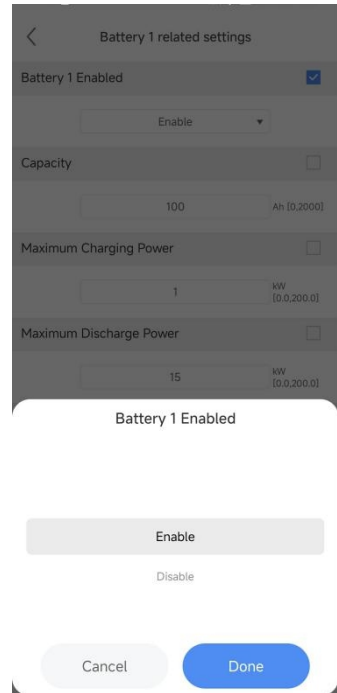 Battery 1 related settings
Battery 1 Enabled
Enable
Capacity
100
Ah [0,2000]
Maximum Charging Power
1
kW
[0.0,200.0]
Maximum Discharge Power
15
kW
[0.0,200.0]
Battery 1 Enabled
Enable
Disable
Cancel Done